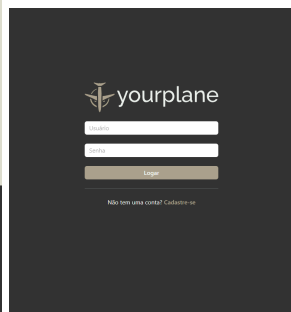 yourplane
Usuário
Senha
Logar
Não tem uma conta? Cadastre-se